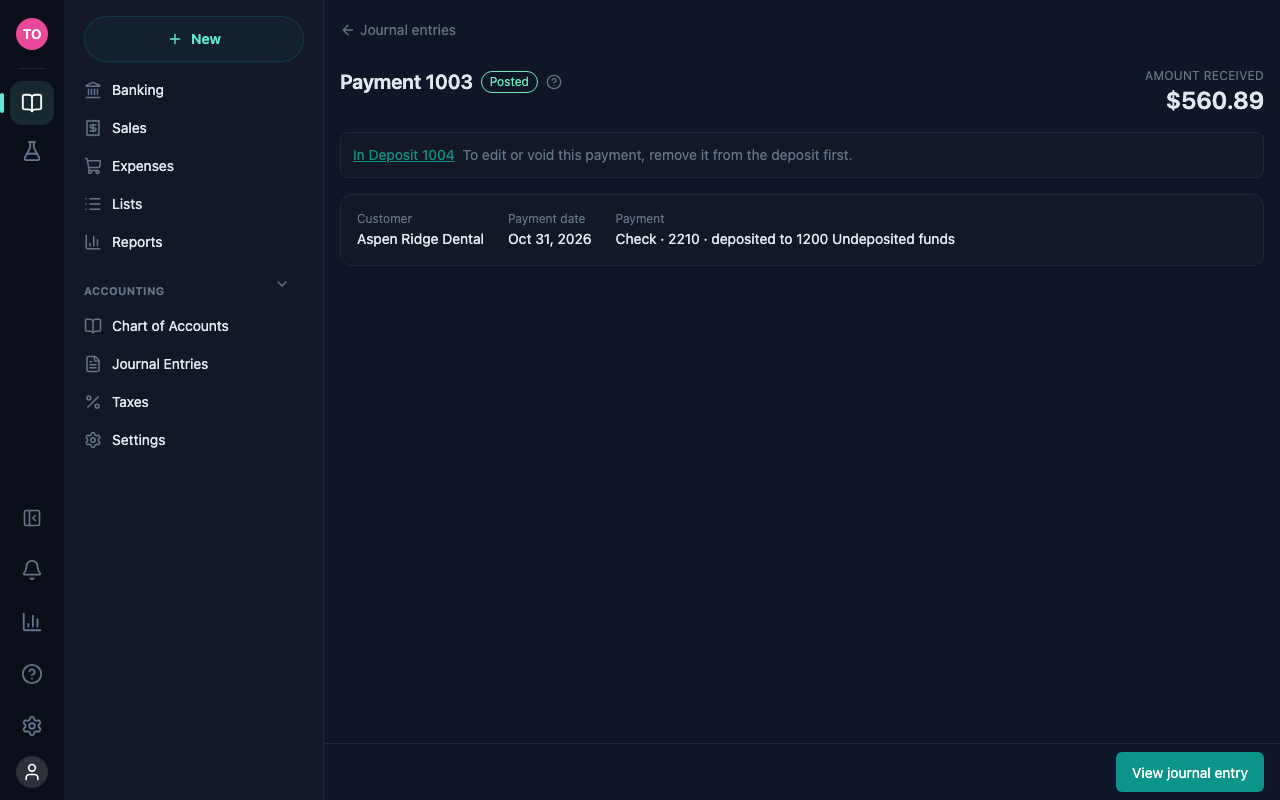 TO
New
Banking
Sales
Expenses
Lists
Reports
ACCOUNTING
Chart of Accounts
Journal Entries
Taxes
Settings
Journal entries
Payment 1003 Posted
AMOUNT RECEIVED
$560.89
In Deposit 1004 To edit or void this payment, remove it from the deposit first.
Customer Payment date Payment
Aspen Ridge Dental Oct 31, 2026 Check · 2210 · deposited to 1200 Undeposited funds
View journal entry